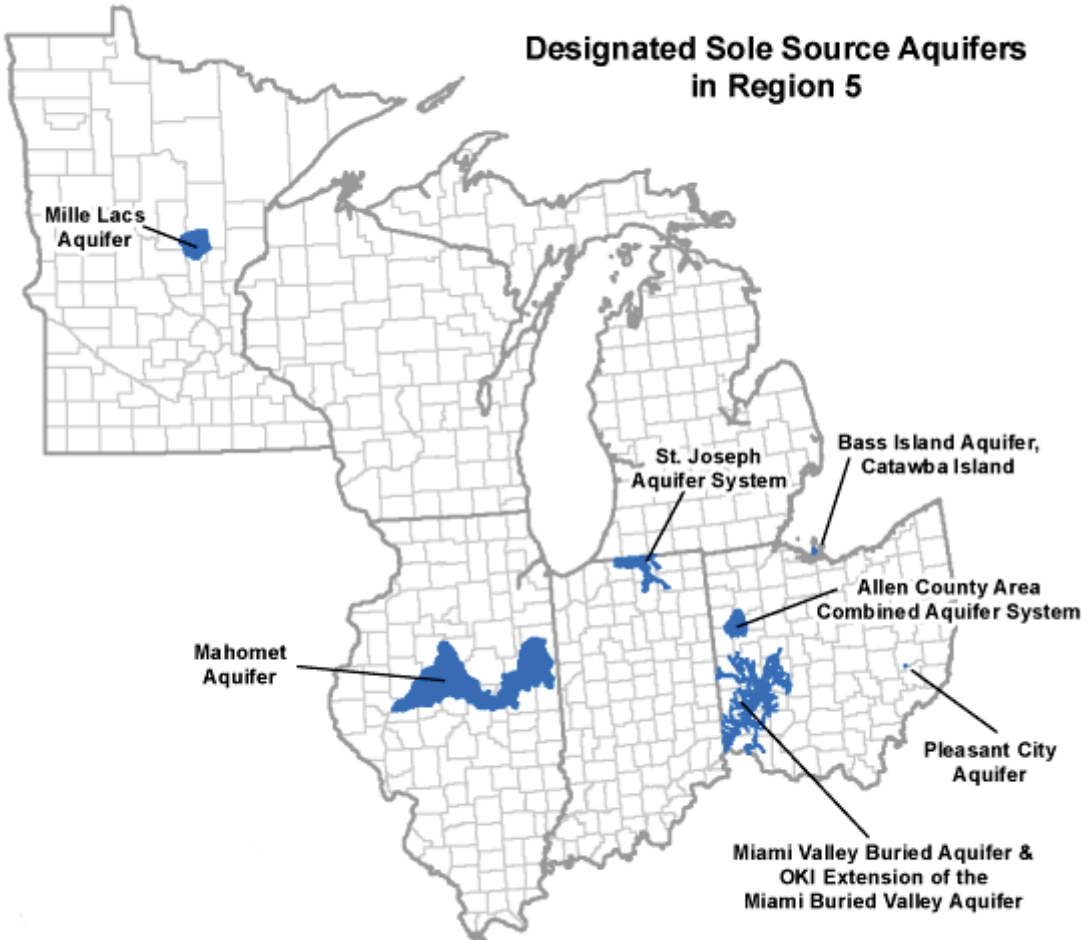 Designated Sole Source Aquifers
in Region 5
Mille Lacs
Aquifer
St. Joseph
Aquifer System
Bass Island Aquifer,
Catawba Island
Allen County Area
Combined Aquifer System
Mahomet
Aquifer
Pleasant City
Aquifer
Miami Valley Buried Aquifer &
OKI Extension of the
Miami Buried Valley Aquifer